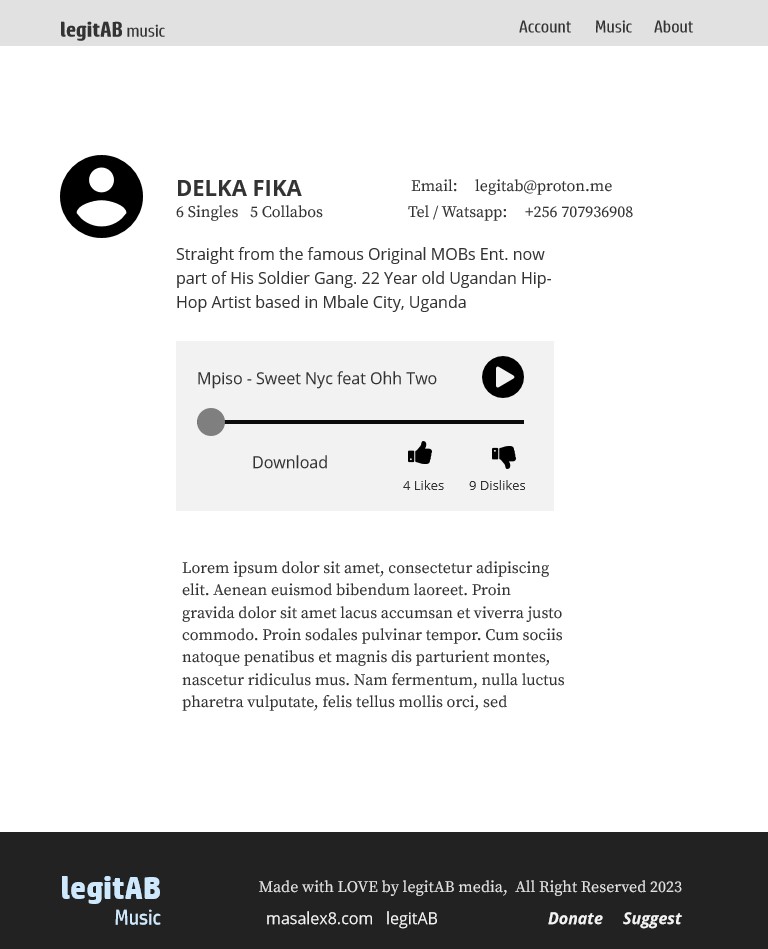 legitAB music Account Music About
DELKA FIKA
6 Singles 5 Collabos
Email: legitab@proton.me
Tel / Watsapp: +256 707936908
Straight from the famous Original MOBs Ent. now
part of His Soldier Gang. 22 Year old Ugandan Hip-
Hop Artist based in Mbale City, Uganda
Mpiso - Sweet Nyc feat Ohh Two
Download
4 Likes 9 Dislikes
Lorem ipsum dolor sit amet, consectetur adipiscing
elit. Aenean euismod bibendum laoreet. Proin
gravida dolor sit amet lacus accumsan et viverra justo
commodo. Proin sodales pulvinar tempor. Cum sociis
natoque penatibus et magnis dis parturient montes,
nascetur ridiculus mus. Nam fermentum, nulla luctus
pharetra vulputate, felis tellus mollis orci, sed
legitAB
Music
Made with LOVE by legitAB media, All Right Reserved 2023
masalex8.com legitAB Donate Suggest